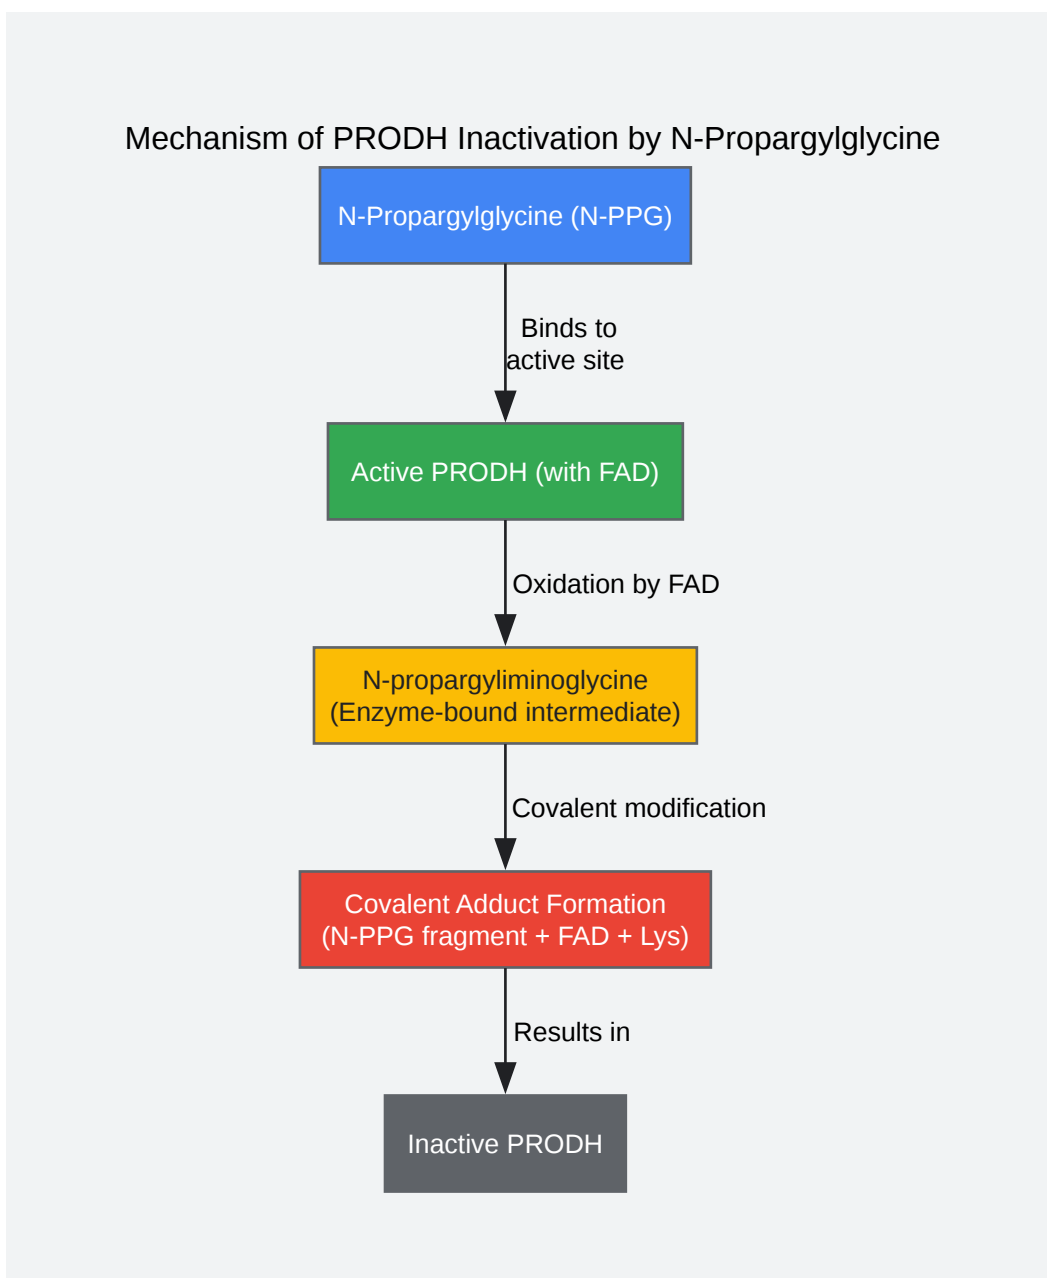 Mechanism of PRODH Inactivation by N-Propargylglycine
N-Propargylglycine (N-PPG)
Binds to
active site
Active PRODH (with FAD)
Oxidation by FAD
N-propargyliminoglycine
(Enzyme-bound intermediate)
Covalent modification
Covalent Adduct Formation
(N-PPG fragment + FAD + Lys)
Results in
Inactive PRODH